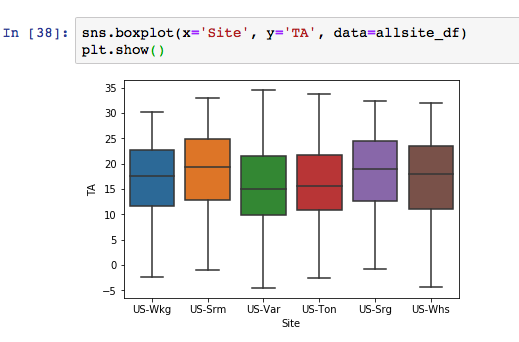 In [38]: sns.boxplot(x='Site', y='TA', data=allsite_df)
plt.show()
35
30
25
20
15
10
5
0
−5
TA
US-Wkg US-Srm US-Var US-Ton US-Srg US-Whs
Site